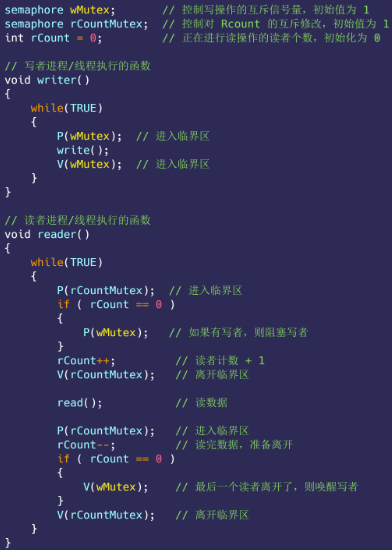 semaphore wMutex;        // 控制写操作的互斥信号量，初始值为 1
semaphore rCountMutex;   // 控制对 Rcount 的互斥修改，初始值为 1
int rCount = 0;          // 正在进行读操作的读者个数，初始化为 0
// 写者进程/线程执行的函数
void writer()
{
    while(TRUE)
    {
        P(wMutex);  // 进入临界区
        write();
        V(wMutex);  // 进入临界区
    }
}
// 读者进程/线程执行的函数
void reader()
{
    while(TRUE)
    {
        P(rCountMutex);  // 进入临界区
        if ( rCount == 0 )
        {
            P(wMutex);   // 如果有写者，则阻塞写者
        }
        rCount++;         // 读者计数 + 1
        V(rCountMutex);   // 离开临界区
        read();           // 读数据
        P(rCountMutex);   // 进入临界区
        rCount--;         // 读完数据，准备离开
        if ( rCount == 0 )
        {
            V(wMutex);    // 最后一个读者离开了，则唤醒写者
        }
        V(rCountMutex);   // 离开临界区
    }
}